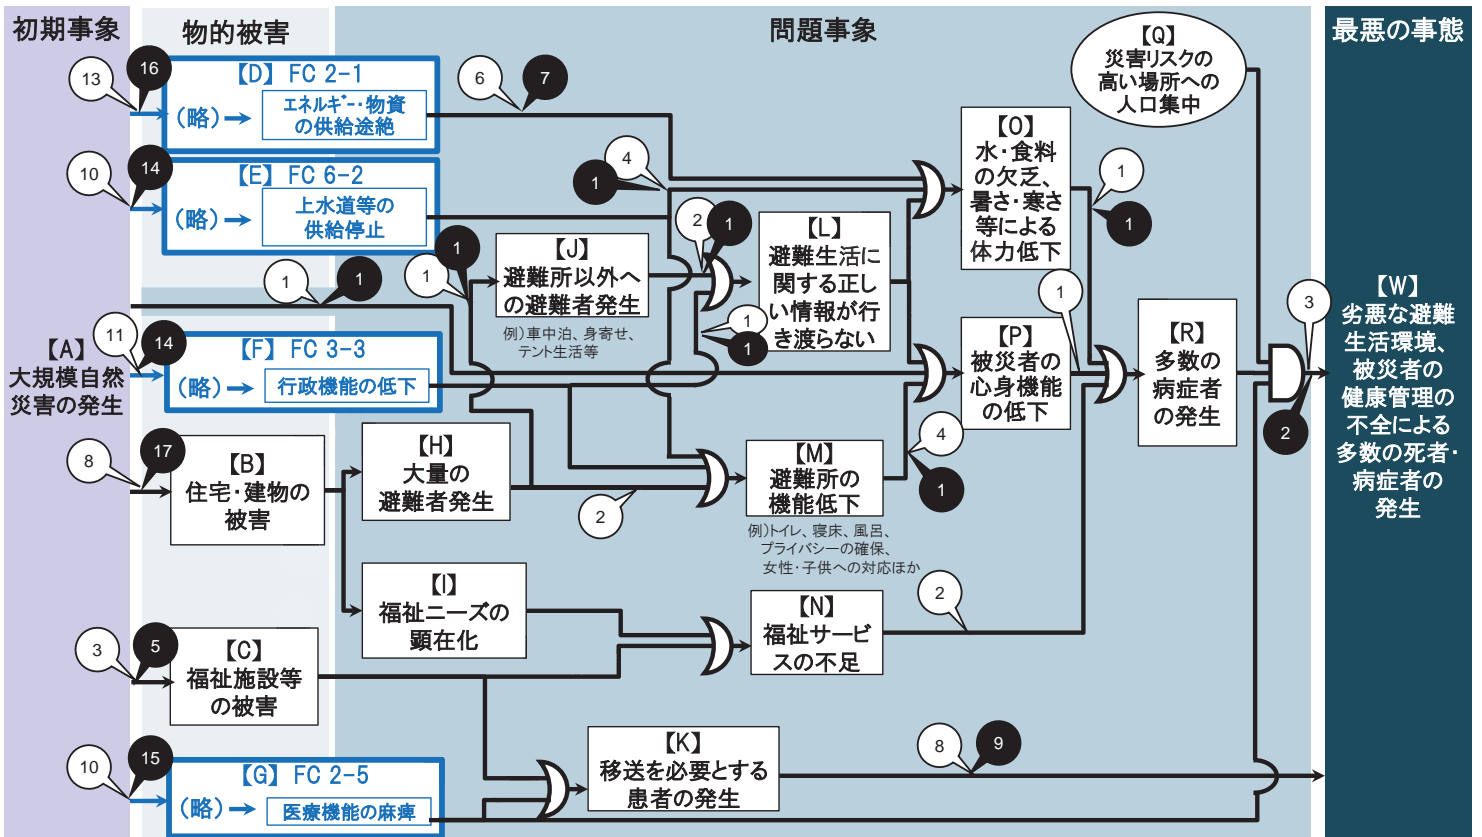 初期事象
物的被害
問題事象
最悪の事態
13
16
【D】 FC 2-1
(略)
エネルギー・物資
の供給途絶
6
7
【Q】
災害リスクの
高い場所への
人口集中
10
14
【E】 FC 6-2
(略)
上水道等の
供給停止
4
1
【O】
水・食料
の欠乏、
暑さ・寒さ
等による
体力低下
1
1
1
1
1
1
【J】
避難所以外へ
の避難者発生
例)車中泊、身寄せ、
テント生活等
2
1
1
1
【L】
避難生活に
関する正し
い情報が行
き渡らない
【A】
大規模自然
災害の発生
11
14
【F】 FC 3-3
(略)
行政機能の低下
【P】
被災者の
心身機能
の低下
1
【R】
多数の
病症者
の発生
3
2
【W】
劣悪な避難
生活環境、
被災者の
健康管理の
不全による
多数の死者・
病症者の
発生
8
17
【B】
住宅・建物の
被害
【H】
大量の
避難者発生
2
【M】
避難所の
機能低下
例)トイレ、寝床、風呂、
プライバシーの確保、
女性・子供への対応ほか
4
1
【I】
福祉ニーズの
顕在化
【N】
福祉サービ
スの不足
2
3
5
【C】
福祉施設等
の被害
10
15
【G】 FC 2-5
(略)
医療機能の麻痺
【K】
移送を必要とする
患者の発生
8
9